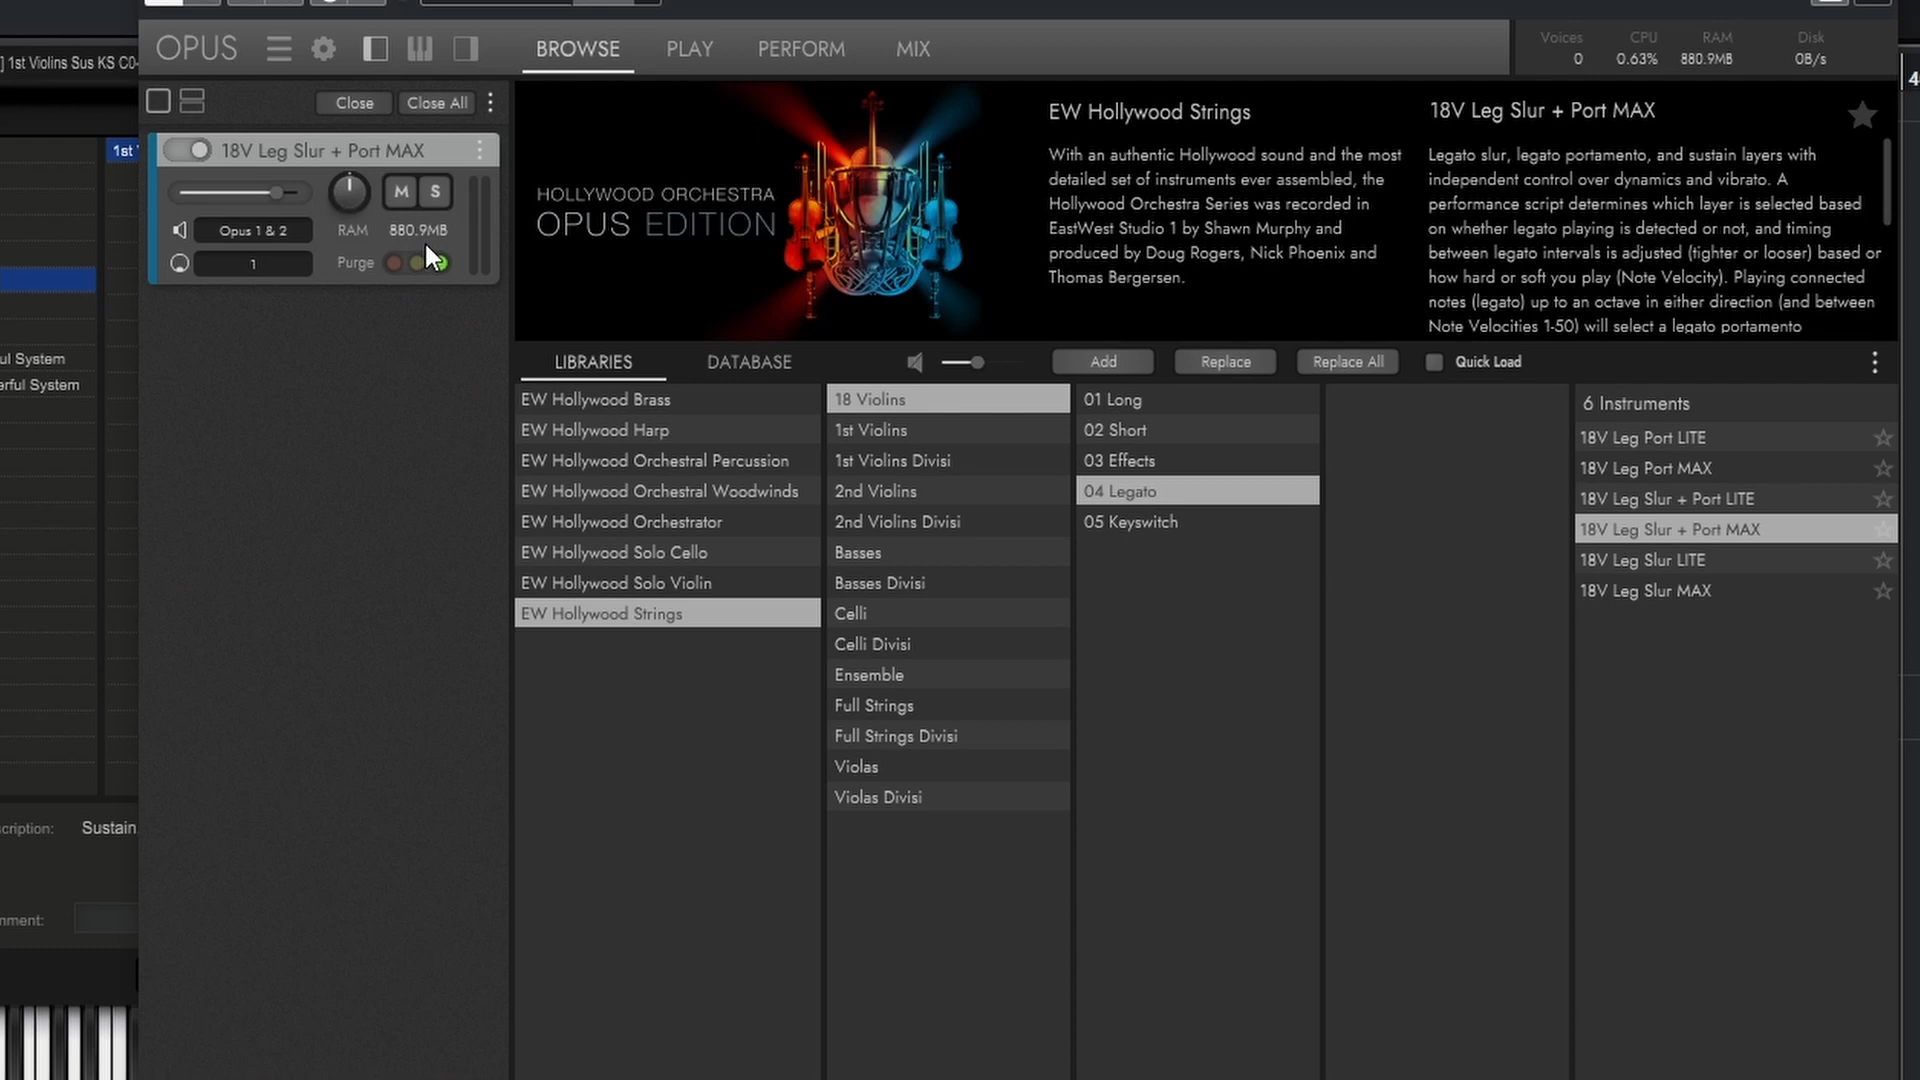 OPUS
BROWSE
PLAY
PERFORM
MIX
Voices
0
CPU
0.63%
RAM
880.9MB
Disk
0B/s
] 1st Violins Sus KS C0-
4
Close
Close All
1st
18V Leg Slur + Port MAX
M
S
Opus 1 & 2
RAM
880.9MB
1
Purge
HOLLYWOOD ORCHESTRA
OPUS EDITION
EW Hollywood Strings
With an authentic Hollywood sound and the most
detailed set of instruments ever assembled, the
Hollywood Orchestra Series was recorded in
EastWest Studio 1 by Shawn Murphy and
produced by Doug Rogers, Nick Phoenix and
Thomas Bergersen.
18V Leg Slur + Port MAX
Legato slur, legato portamento, and sustain layers with
independent control over dynamics and vibrato. A
performance script determines which layer is selected based
on whether legato playing is detected or not, and timing
between legato intervals is adjusted (tighter or looser) based or
how hard or soft you play (Note Velocity). Playing connected
notes (legato) up to an octave in either direction (and between
Note Velocities 1-50) will select a legato portamento
LIBRARIES
DATABASE
Add
Replace
Replace All
Quick Load
EW Hollywood Brass
EW Hollywood Harp
EW Hollywood Orchestral Percussion
EW Hollywood Orchestral Woodwinds
EW Hollywood Orchestrator
EW Hollywood Solo Cello
EW Hollywood Solo Violin
EW Hollywood Strings
18 Violins
1st Violins
1st Violins Divisi
2nd Violins
2nd Violins Divisi
Basses
Basses Divisi
Celli
Celli Divisi
Ensemble
Full Strings
Full Strings Divisi
Violas
Violas Divisi
01 Long
02 Short
03 Effects
04 Legato
05 Keyswitch
6 Instruments
18V Leg Port LITE
18V Leg Port MAX
18V Leg Slur + Port LITE
18V Leg Slur + Port MAX
18V Leg Slur LITE
18V Leg Slur MAX
ul System
erful System
cription:
Sustain
nment: